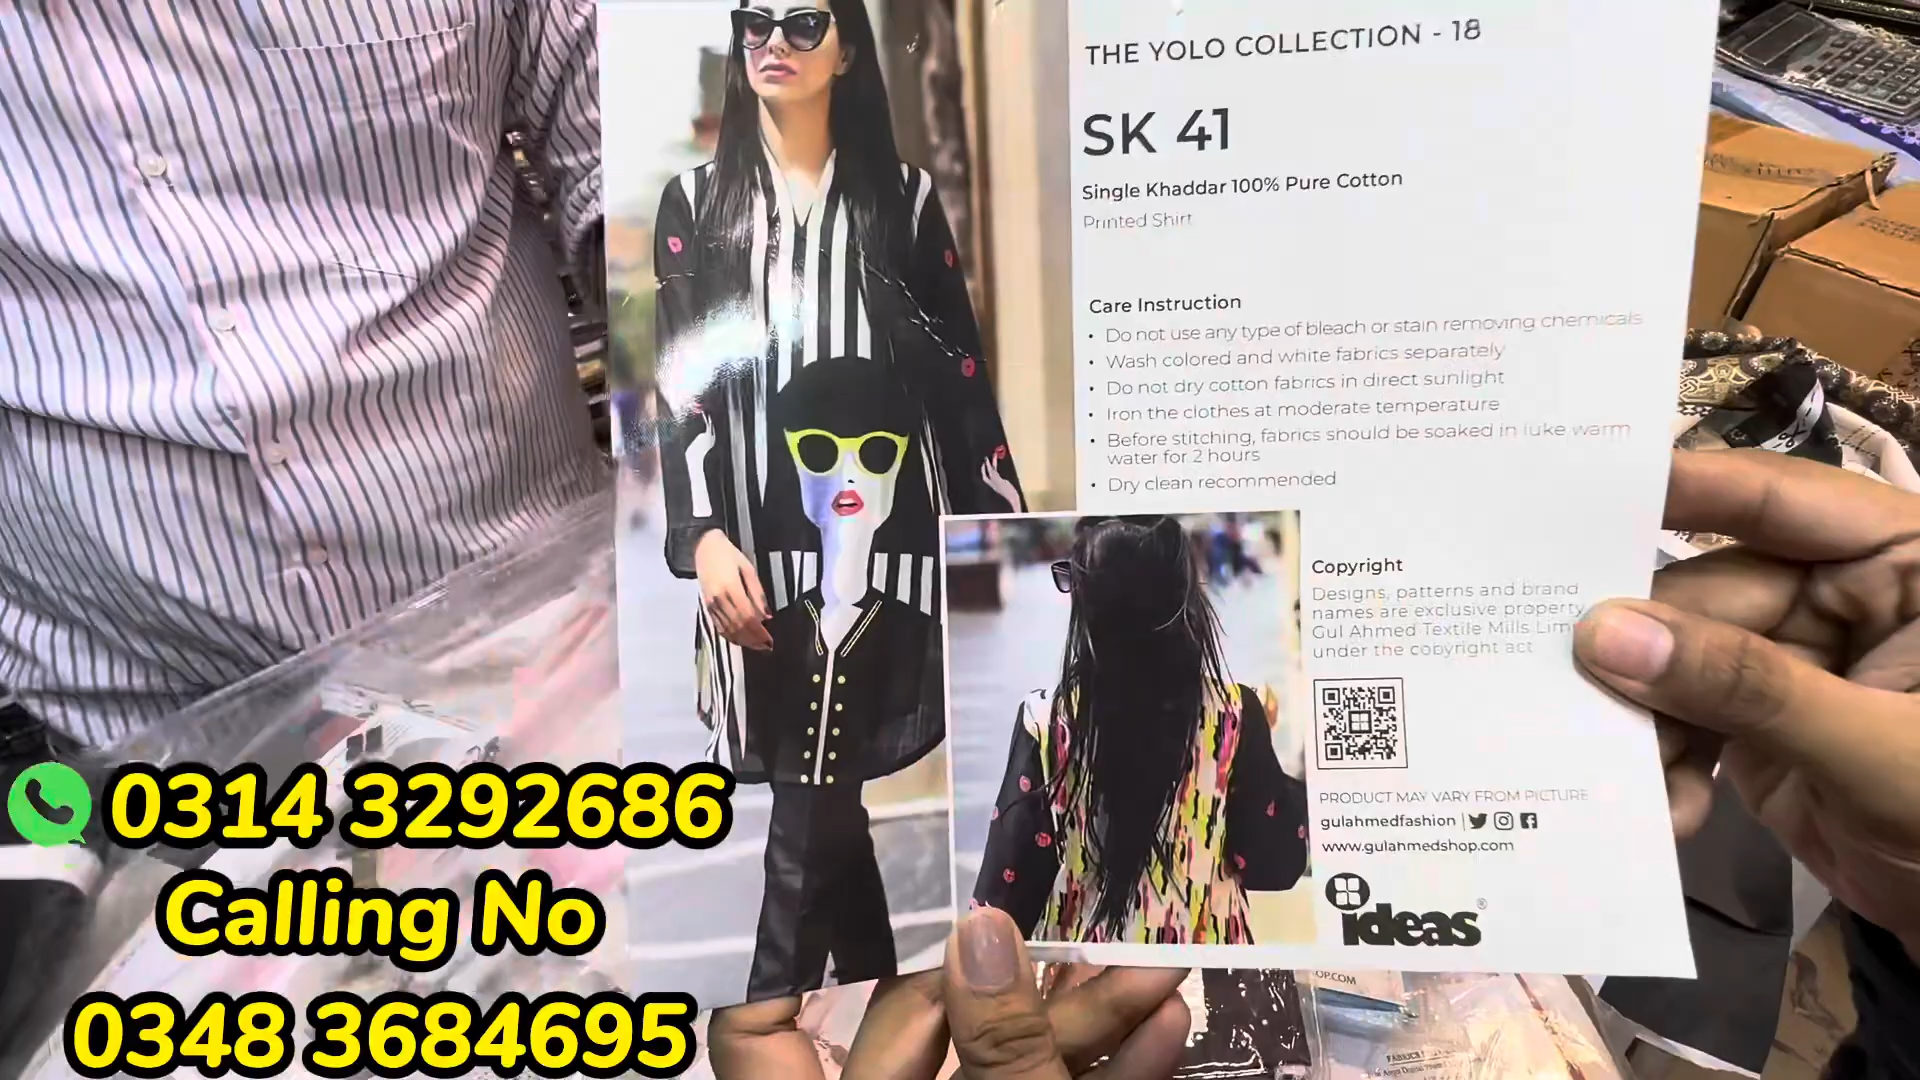 THE YOLO COLLECTION - 18
SK 41
Single Khaddar 100% Pure Cotton
Printed Shirt
Care Instruction
• Do not use any type of bleach or stain removing chemicals
• Wash colored and white fabrics separately
• Do not dry cotton fabrics in direct sunlight
• Iron the clothes at moderate temperature
• Before stitching, fabrics should be soaked in luke warm
water for 2 hours
• Dry clean recommended
Copyright
Designs, patterns and brand
names are exclusive property
Gul Ahmed Textile Mills
under the copyright act
PRODUCT MAY VARY FROM PICTURE
gulahmedfashion |
www.gulahmedshop.com
ideas®
0314 3292686
Calling No
0348 3684695
OP.COM